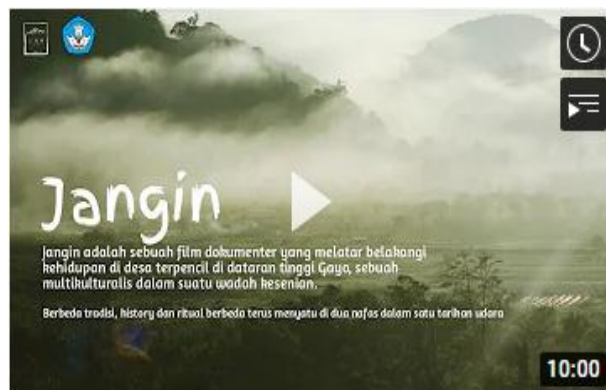 Jangin
Jangin adalah sebuah film dokumenter yang melatar belakangi
kehidupan di desa terpencil di dataran tinggi Gayo, sebuah
multikulturalis dalam suatu wadah kesenian.
Berbeda tradisi, history dan ritual berbeda terus menyatu di dua nafas dalam satu tarikan udara
10:00